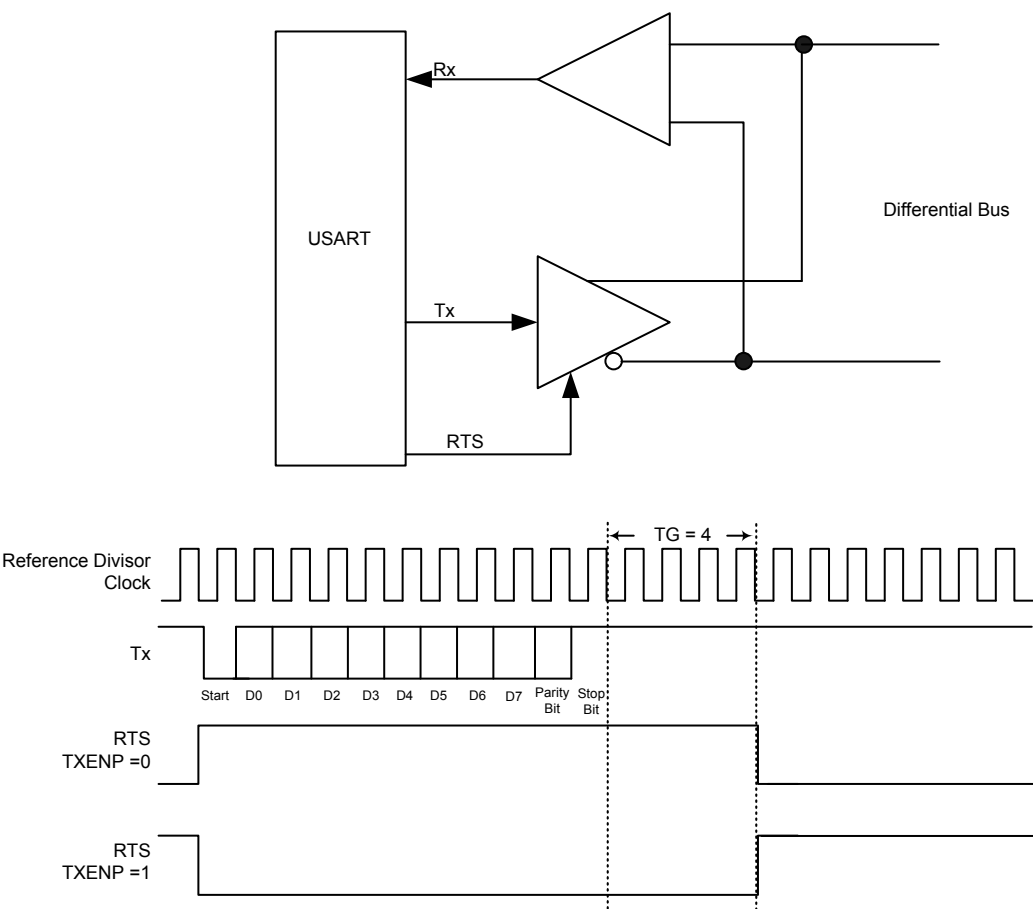 Rx
Differential Bus
USART
Tx
RTS
TG = 4
Reference Divisor
Clock
Tx
Start D0 D1 D2 D3 D4 D5 D6 D7 Parity Bit Stop Bit
RTS
TXENP =0
RTS
TXENP =1